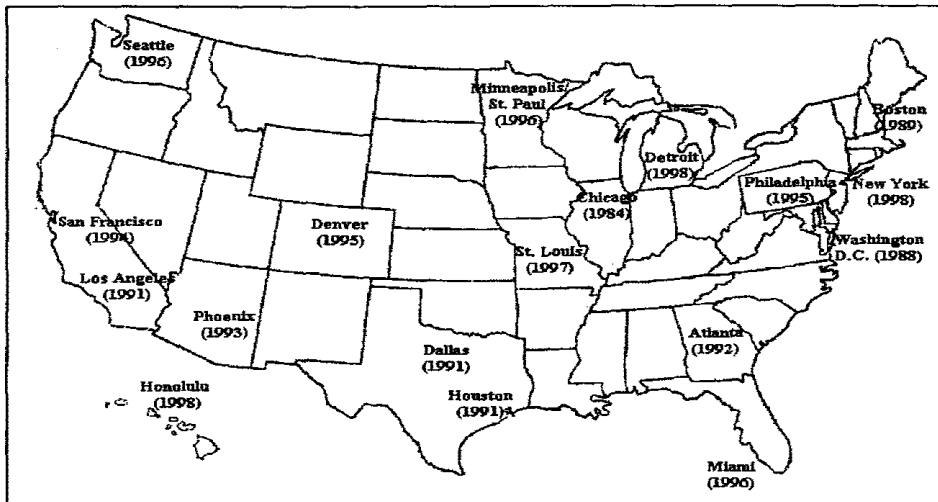 Seattle
(1996)
Minneapolis/
St. Paul
(1996)
Boston
(1989)
Detroit
(1998)
Philadelphia
(1995)
New York
(1998)
Chicago
(1984)
San Francisco
(1994)
Denver
(1995)
St. Louis
(1997)
Washington
D.C. (1988)
Los Angeles
(1991)
Phoenix
(1993)
Atlanta
(1992)
Dallas
(1991)
Honolulu
(1998)
Houston
(1991)
Miami
(1996)